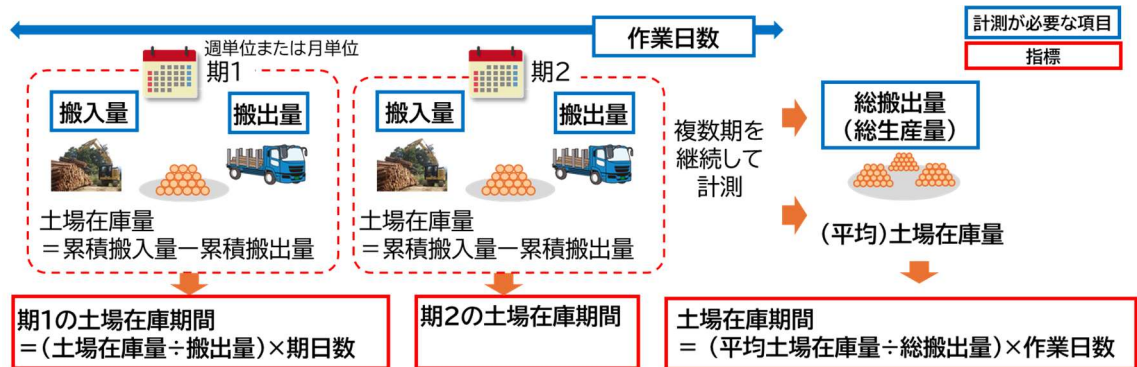 作業日数
計測が必要な項目
指標
週単位または月単位
期1
搬入量
搬出量
土場在庫量
＝累積搬入量ー累積搬出量
期2
搬入量
搬出量
土場在庫量
＝累積搬入量ー累積搬出量
複数期を
継続して
計測
総搬出量
（総生産量）
（平均）土場在庫量
期1の土場在庫期間
＝（土場在庫量÷搬出量）×期日数
期2の土場在庫期間
土場在庫期間
＝（平均土場在庫量÷総搬出量）×作業日数